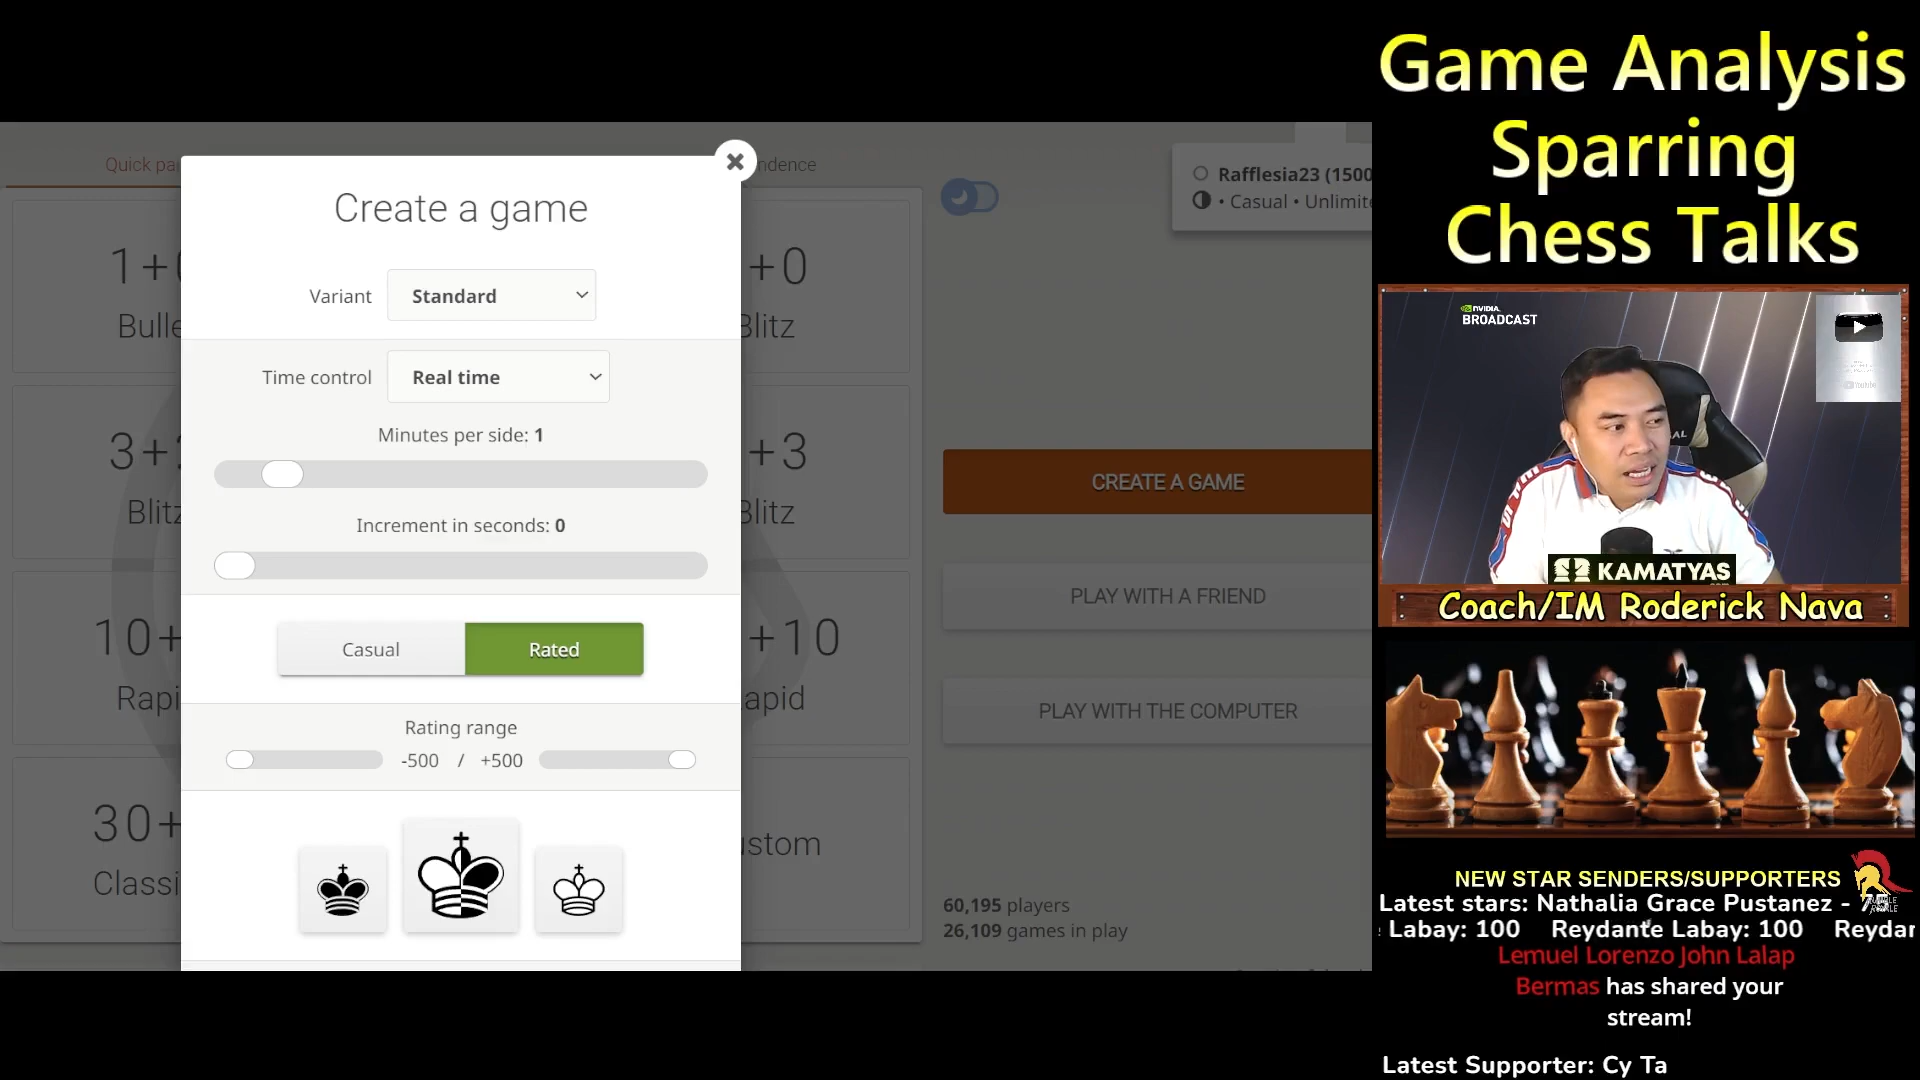 Quick pa
ndence
Create a game
Variant
Standard
Time control
Real time
Minutes per side: 1
Increment in seconds: 0
Casual
Rated
Rating range
-500 / +500
1+
Bulle
+0
Blitz
3+
Blitz
+3
Blitz
10+
Rapi
+10
apid
30+
Classi
ustom
Rafflesia23 (1500
• Casual • Unlimite
CREATE A GAME
PLAY WITH A FRIEND
PLAY WITH THE COMPUTER
60,195 players
26,109 games in play
Game Analysis
Sparring
Chess Talks
NVIDIA.
BROADCAST
YouTube
KAMATYAS
Coach/IM Roderick Nava
NEW STAR SENDERS/SUPPORTERS
Latest stars: Nathalia Grace Pustanez - 75
Labay: 100 Reydante Labay: 100 Reydar
Lemuel Lorenzo John Lalap
Bermas has shared your
stream!
Latest Supporter: Cy Ta